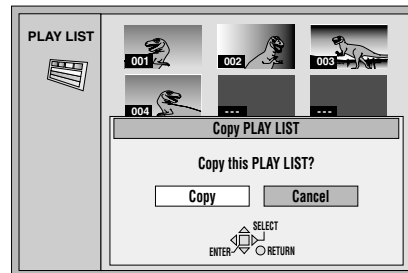 PLAY LIST
001
002
003
004
---
---
Copy PLAY LIST
Copy this PLAY LIST?
Copy
Cancel
SELECT
ENTER
RETURN